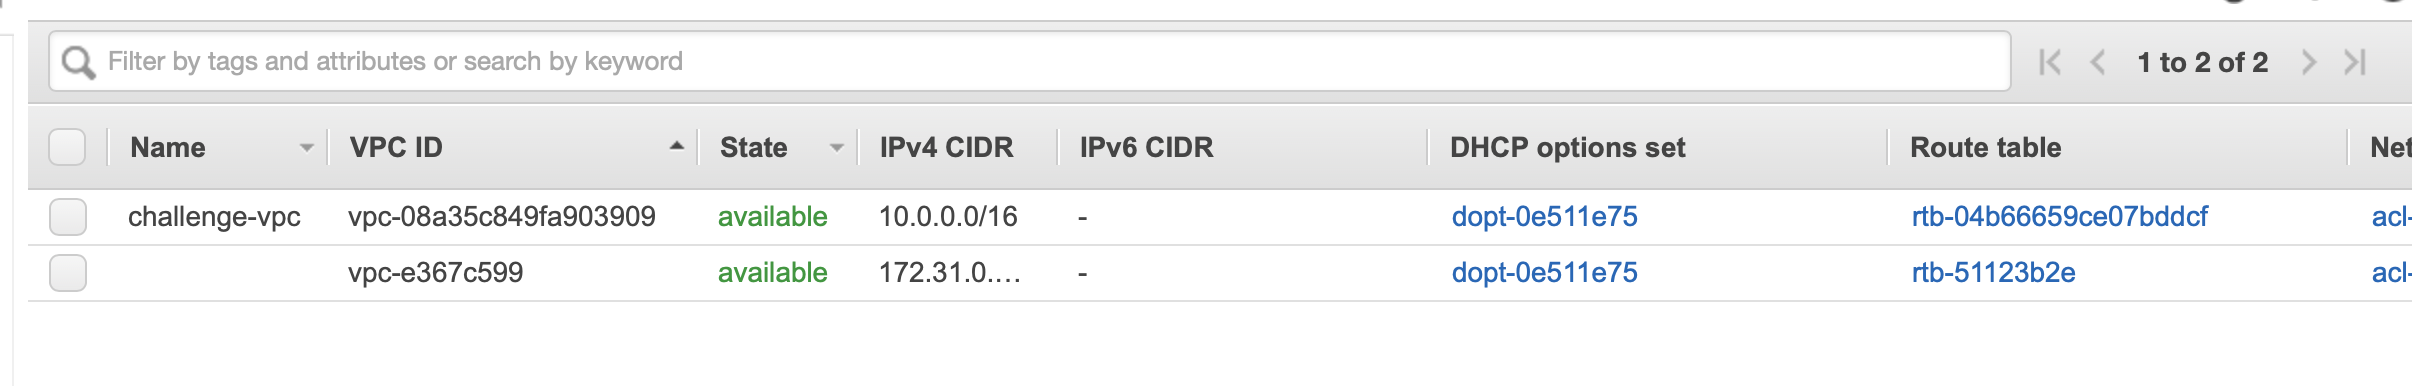 Filter by tags and attributes or search by keyword 1 to 2 of 2
Name VPC ID State IPv4 CIDR IPv6 CIDR DHCP options set Route table Net
challenge-vpc vpc-08a35c849fa903909 available 10.0.0.0/16 - dopt-0e511e75 rtb-04b66659ce07bddcf acl-
vpc-e367c599 available 172.31.0.… - dopt-0e511e75 rtb-51123b2e acl-